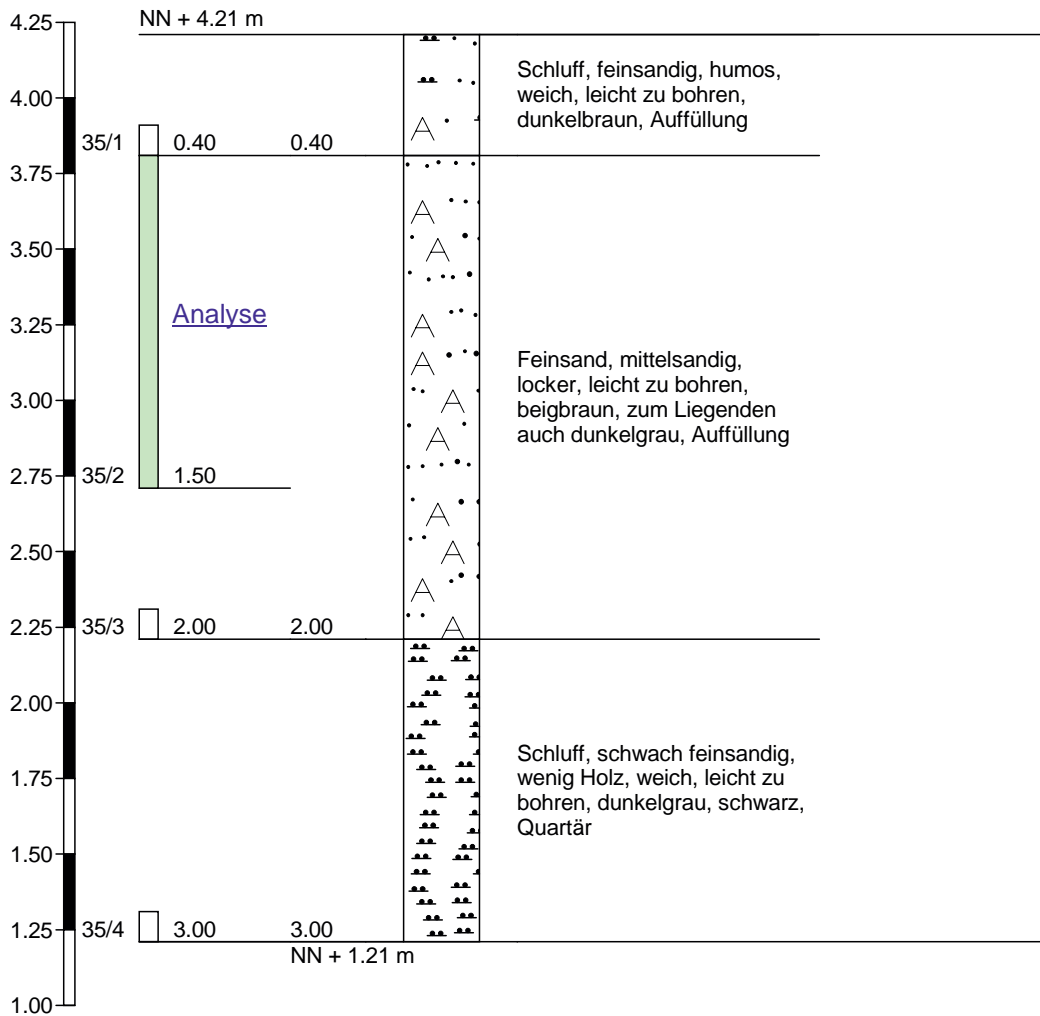 4.25
NN + 4.21 m
Schluff, feinsandig, humos,
weich, leicht zu bohren,
dunkelbraun, Auffüllung
4.00
35/1 0.40 0.40
3.75
3.50
3.25
Analyse
Feinsand, mittelsandig,
locker, leicht zu bohren,
beigbraun, zum Liegenden
auch dunkelgrau, Auffüllung
3.00
2.75
35/2 1.50
2.50
2.25
35/3 2.00 2.00
2.00
1.75
Schluff, schwach feinsandig,
wenig Holz, weich, leicht zu
bohren, dunkelgrau, schwarz,
Quartär
1.50
1.25
35/4 3.00 3.00
NN + 1.21 m
1.00
A
A
A
A
A
A
A
A
A
A
A